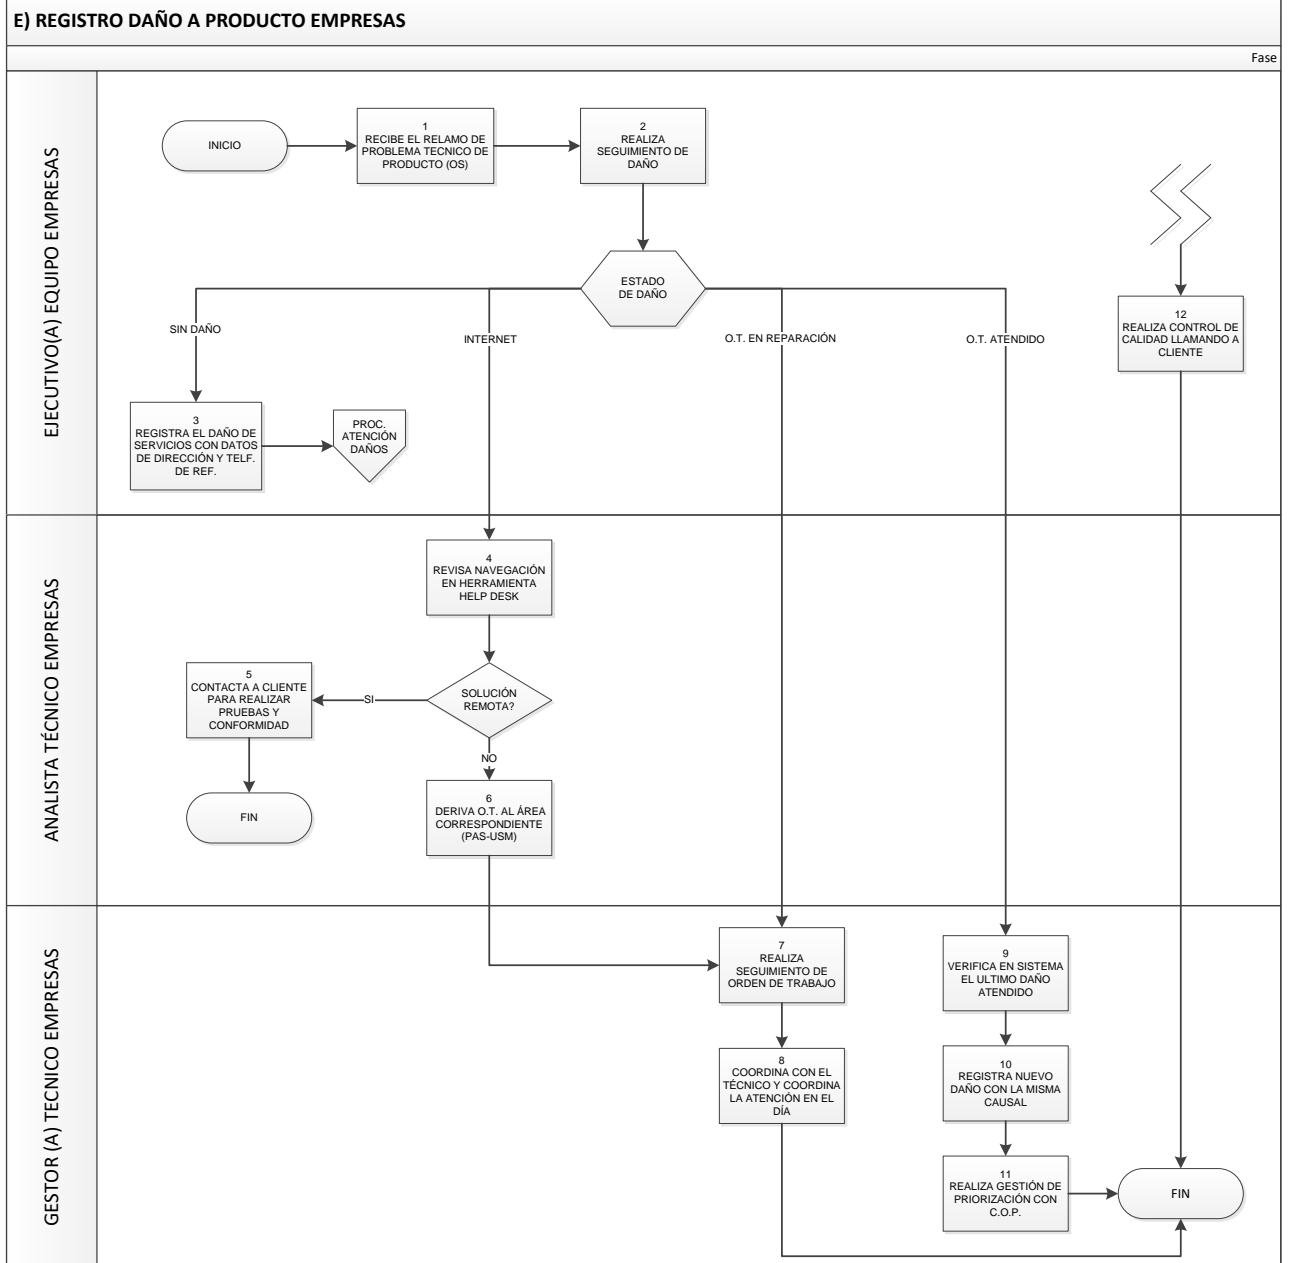 E) REGISTRO DAÑO A PRODUCTO EMPRESAS
Fase
EJECUTIVO(A) EQUIPO EMPRESAS
INICIO
1
RECIBE EL RELAMO DE
PROBLEMA TECNICO DE
PRODUCTO (OS)
2
REALIZA
SEGUIMIENTO DE
DAÑO
ESTADO
DE DAÑO
SIN DAÑO
INTERNET
O.T. EN REPARACIÓN
O.T. ATENDIDO
12
REALIZA CONTROL DE
CALIDAD LLAMANDO A
CLIENTE
3
REGISTRA EL DAÑO DE
SERVICIOS CON DATOS
DE DIRECCIÓN Y TELF.
DE REF.
PROC.
ATENCIÓN
DAÑOS
ANALISTA TÉCNICO EMPRESAS
4
REVISA NAVEGACIÓN
EN HERRAMIENTA
HELP DESK
SOLUCIÓN
REMOTA?
SI
5
CONTACTA A CLIENTE
PARA REALIZAR
PRUEBAS Y
CONFORMIDAD
FIN
NO
6
DERIVA O.T. AL ÁREA
CORRESPONDIENTE
(PAS-USM)
GESTOR (A) TECNICO EMPRESAS
7
REALIZA
SEGUIMIENTO DE
ORDEN DE TRABAJO
8
COORDINA CON EL
TÉCNICO Y COORDINA
LA ATENCIÓN EN EL
DÍA
9
VERIFICA EN SISTEMA
EL ULTIMO DAÑO
ATENDIDO
10
REGISTRA NUEVO
DAÑO CON LA MISMA
CAUSAL
11
REALIZA GESTIÓN DE
PRIORIZACIÓN CON
C.O.P.
FIN